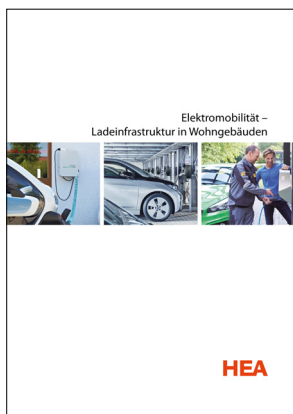 Elektromobilität –
Ladeinfrastruktur in Wohngebäuden
HEA